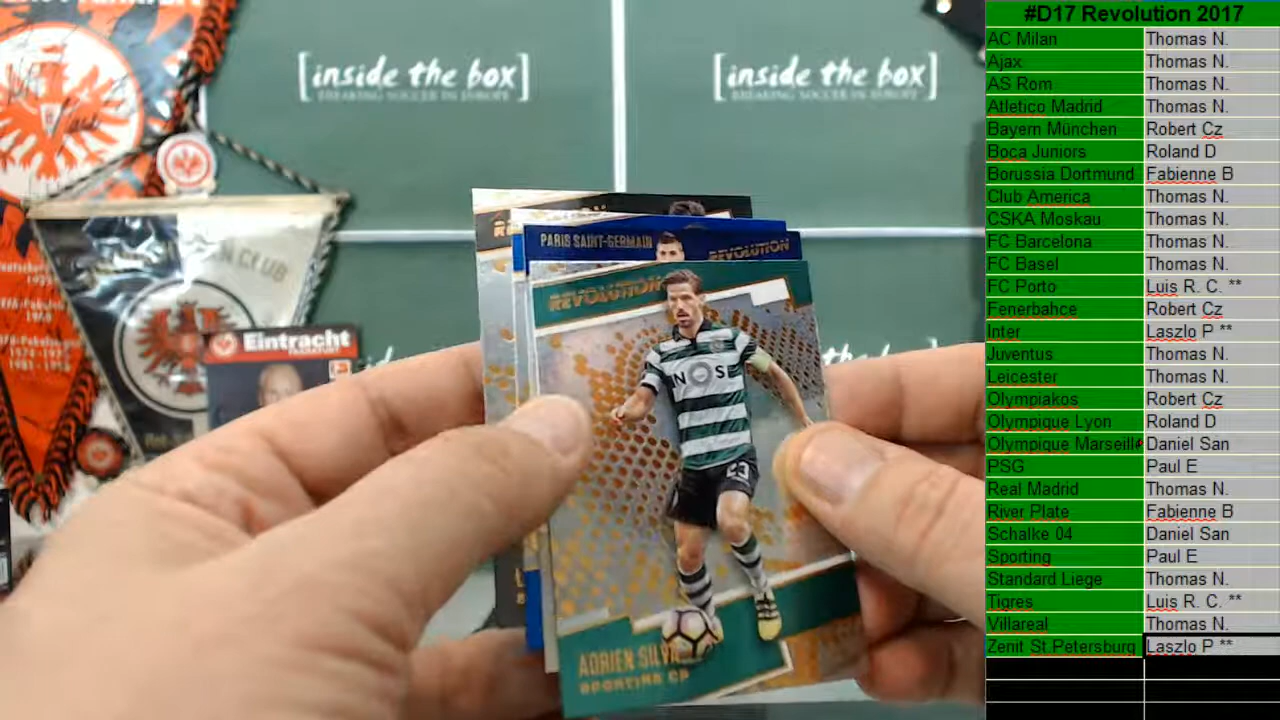 [inside the box]
BREAKING SOCCER IN EUROPE
[inside the box]
BREAKING SOCCER IN EUROPE
CLUB
Eintracht
FRANKFURT
PARIS SAINT-GERMAIN
REVOLUTION
REVOLUTION
NOS
23
ADRIEN SILVA
SPORTING CP
#D17 Revolution 2017
AC Milan Thomas N.
Ajax Thomas N.
AS Rom Thomas N.
Atletico Madrid Thomas N.
Bayern München Robert Cz
Boca Juniors Roland D
Borussia Dortmund Fabienne B
Club America Thomas N.
CSKA Moskau Thomas N.
FC Barcelona Thomas N.
FC Basel Thomas N.
FC Porto Luis R. C. **
Fenerbahce Robert Cz
Inter Laszlo P **
Juventus Thomas N.
Leicester Thomas N.
Olympiakos Robert Cz
Olympique Lyon Roland D
Olympique Marseille Daniel San
PSG Paul E
Real Madrid Thomas N.
River Plate Fabienne B
Schalke 04 Daniel San
Sporting Paul E
Standard Liege Thomas N.
Tigres Luis R. C. **
Villareal Thomas N.
Zenit St.Petersburg Laszlo P **